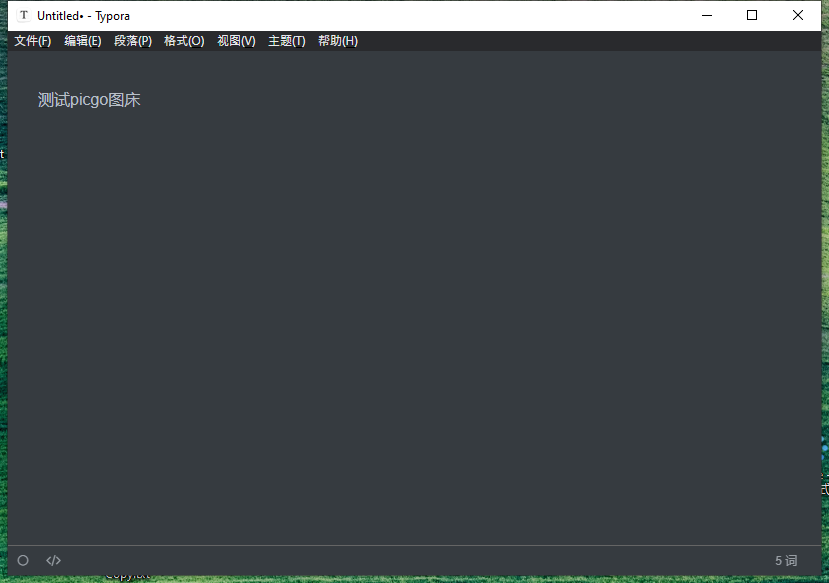 Untitled• - Typora
文件(F) 编辑(E) 段落(P) 格式(O) 视图(V) 主题(T) 帮助(H)
测试picgo图床
5 词